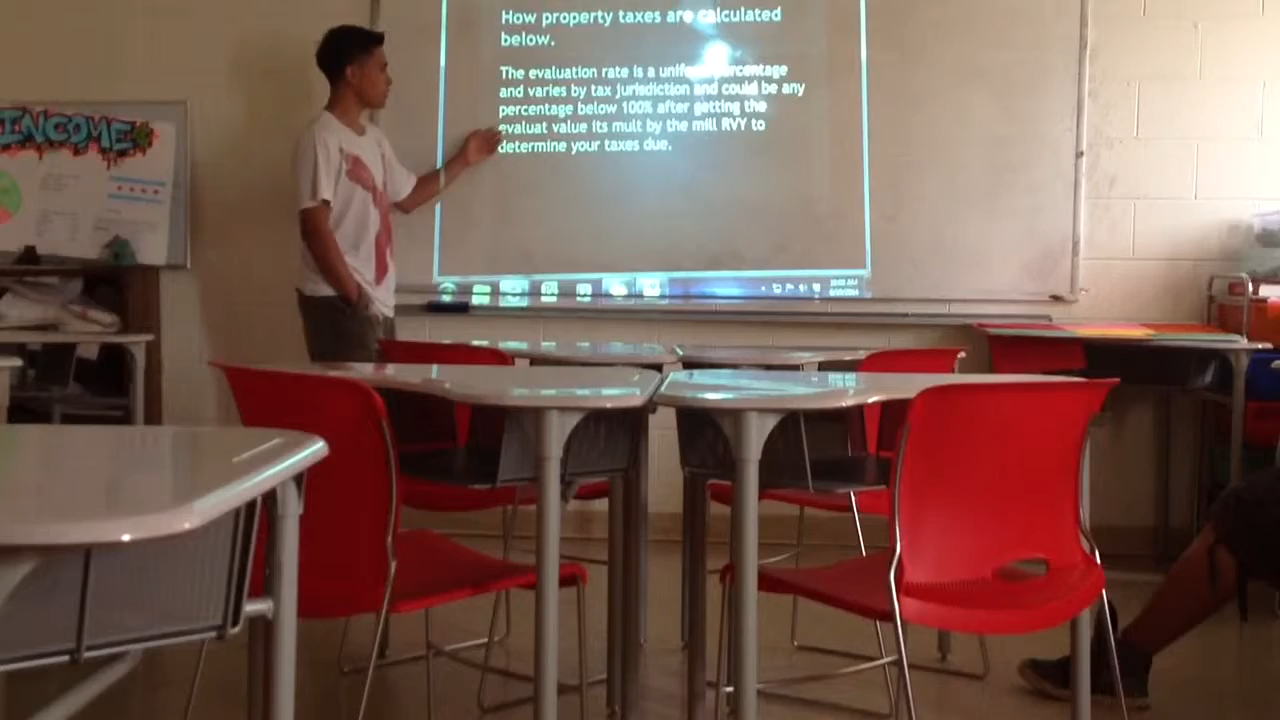 How property taxes are calculated
below.
The evaluation rate is a uniform percentage
and varies by tax jurisdiction and could be any
percentage below 100% after getting the
evaluat value its mult by the mill RVY to
determine your taxes due.
INCOME